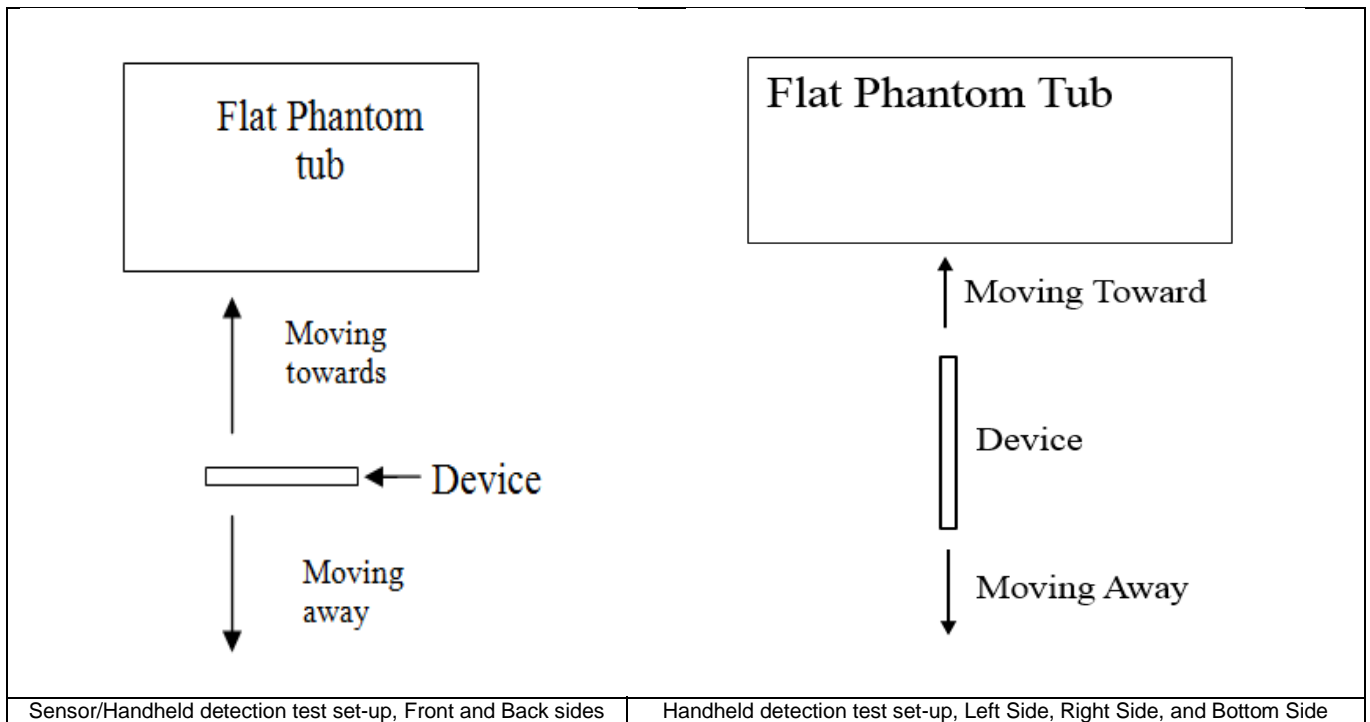 Flat Phantom
tub
Moving
towards
Device
Moving
away
Sensor/Handheld detection test set-up, Front and Back sides
Flat Phantom Tub
Moving Toward
Device
Moving Away
Handheld detection test set-up, Left Side, Right Side, and Bottom Side